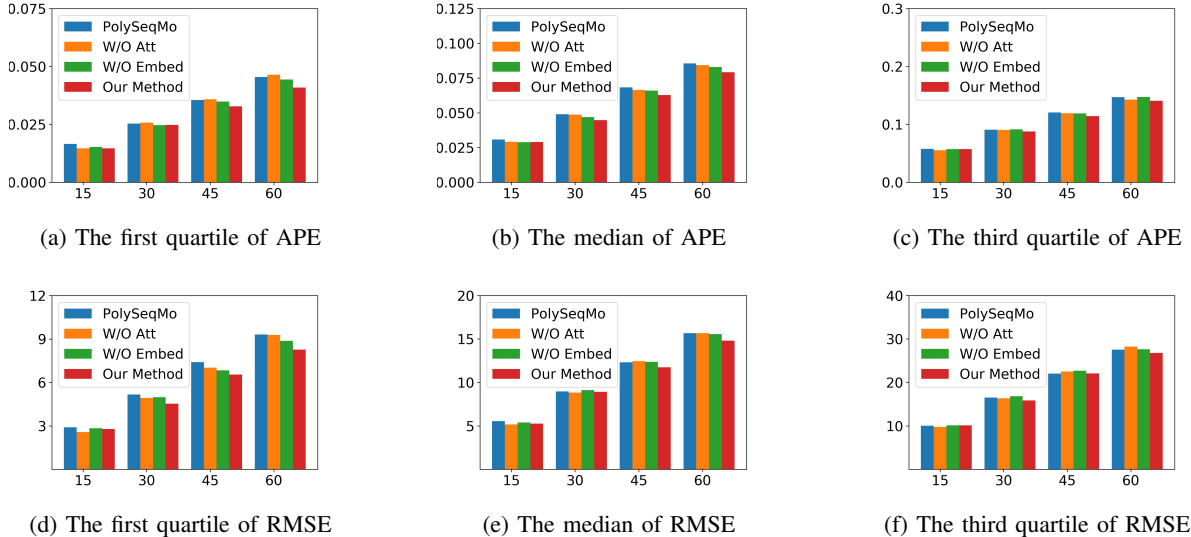 0.075
0.050
0.025
0.000
PolySeqMo
W/O Att
W/O Embed
Our Method
15 30 45 60
(a) The first quartile of APE
0.125
0.100
0.075
0.050
0.025
0.000
PolySeqMo
W/O Att
W/O Embed
Our Method
15 30 45 60
(b) The median of APE
0.3
0.2
0.1
0.0
PolySeqMo
W/O Att
W/O Embed
Our Method
15 30 45 60
(c) The third quartile of APE
12
9
6
3
PolySeqMo
W/O Att
W/O Embed
Our Method
15 30 45 60
(d) The first quartile of RMSE
20
15
10
5
PolySeqMo
W/O Att
W/O Embed
Our Method
15 30 45 60
(e) The median of RMSE
40
30
20
10
PolySeqMo
W/O Att
W/O Embed
Our Method
15 30 45 60
(f) The third quartile of RMSE